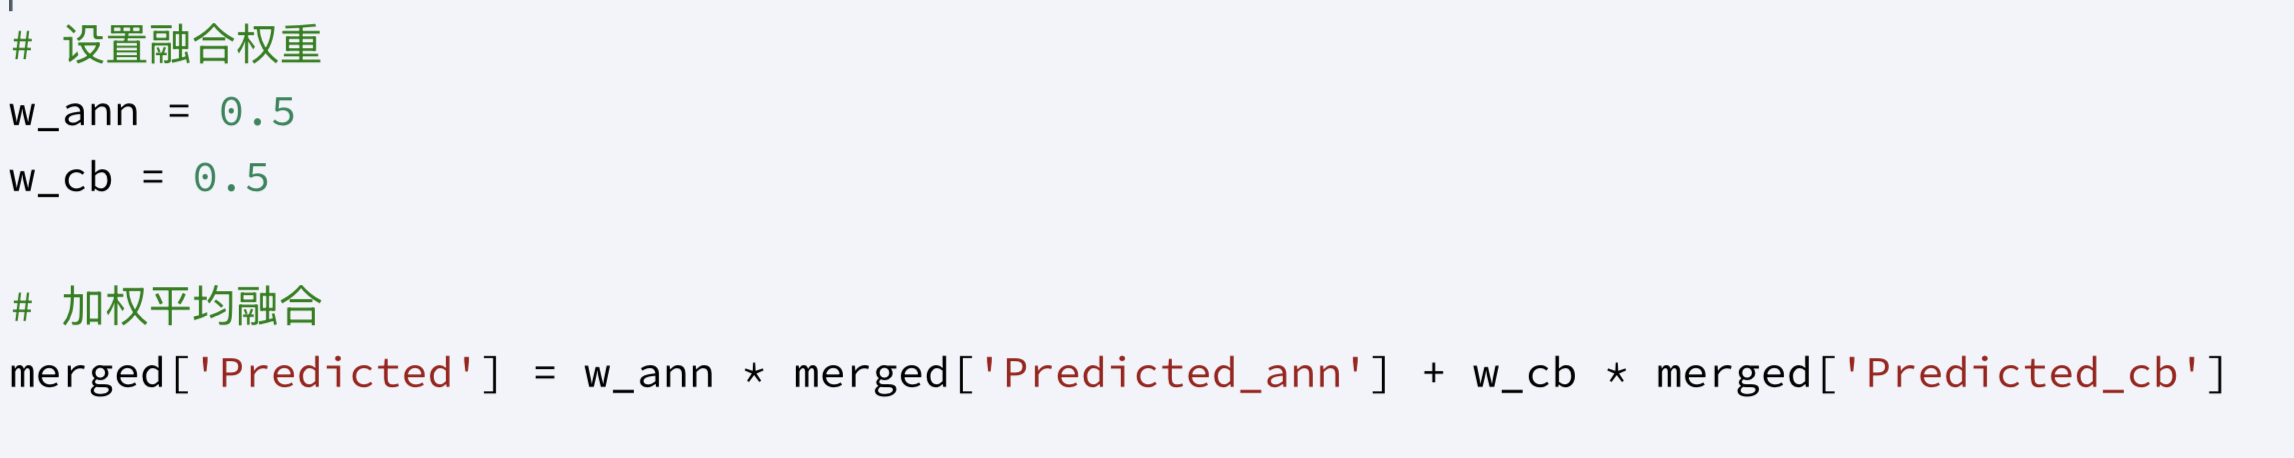 # 设置融合权重
w_ann = 0.5
w_cb = 0.5
# 加权平均融合
merged['Predicted'] = w_ann * merged['Predicted_ann'] + w_cb * merged['Predicted_cb']